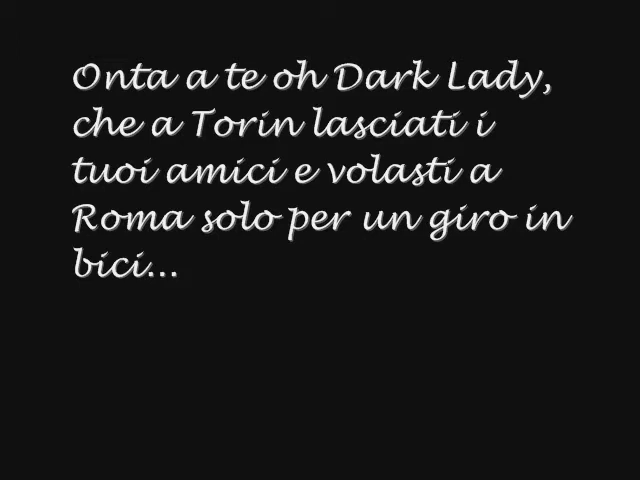 Onta a te oh Dark Lady,
che a Torin lasciati i
tuoi amici e volasti a
Roma solo per un giro in
bici...